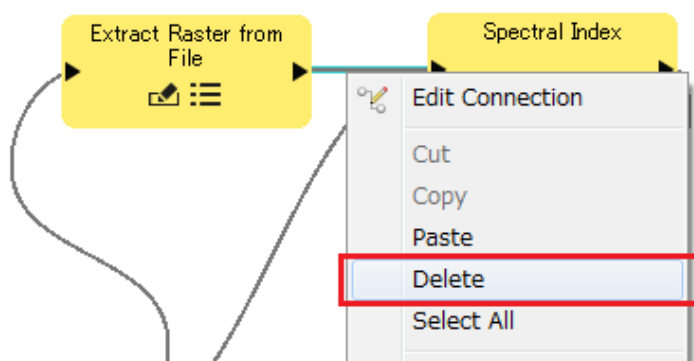 Extract Raster from
File
Spectral Index
Edit Connection
Cut
Copy
Paste
Delete
Select All